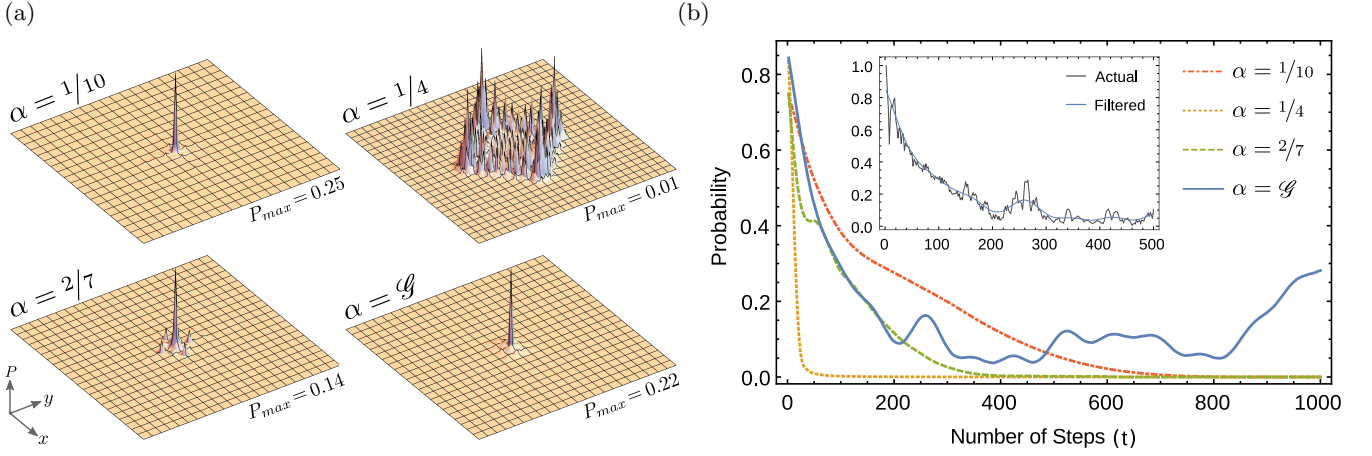 (a)
(b)
α = 1/10
P_max = 0.25
α = 1/4
P_max = 0.01
α = 2/7
P_max = 0.14
α = 𝒢
P_max = 0.22
P
y
x
Probability
0.8
0.6
0.4
0.2
0.0
0
200
400
600
800
1000
Number of Steps (t)
1.0
0.8
0.6
0.4
0.2
0.0
0
100
200
300
400
500
Actual
Filtered
α = 1/10
α = 1/4
α = 2/7
α = 𝒢